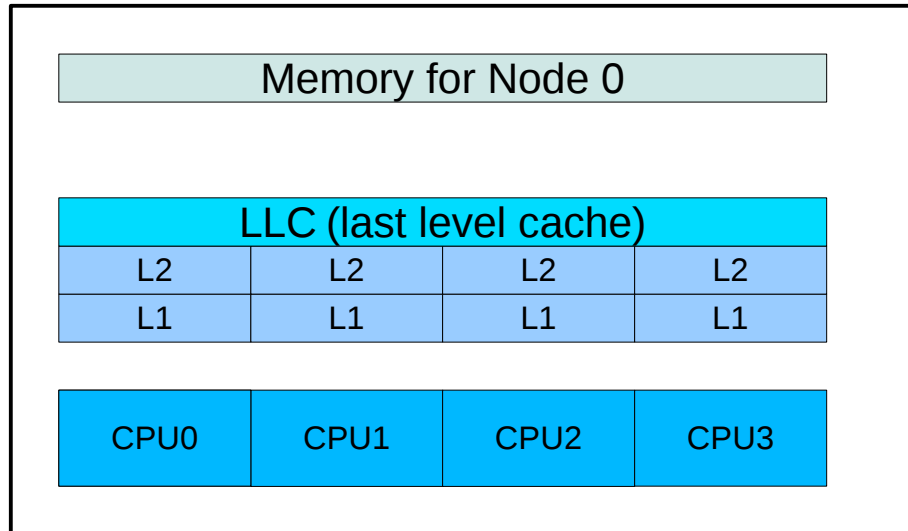 Memory for Node 0
LLC (last level cache)
L2 L2 L2 L2
L1 L1 L1 L1
CPU0 CPU1 CPU2 CPU3